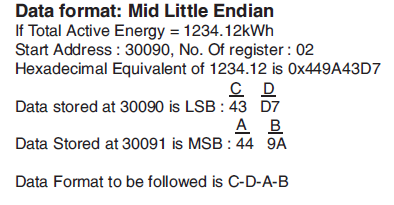 Data format: Mid Little Endian
If Total Active Energy = 1234.12kWh
Start Address : 30090, No. Of register : 02
Hexadecimal Equivalent of 1234.12 is 0x449A43D7
C D
Data stored at 30090 is LSB : 43 D7
A B
Data Stored at 30091 is MSB : 44 9A
Data Format to be followed is C-D-A-B